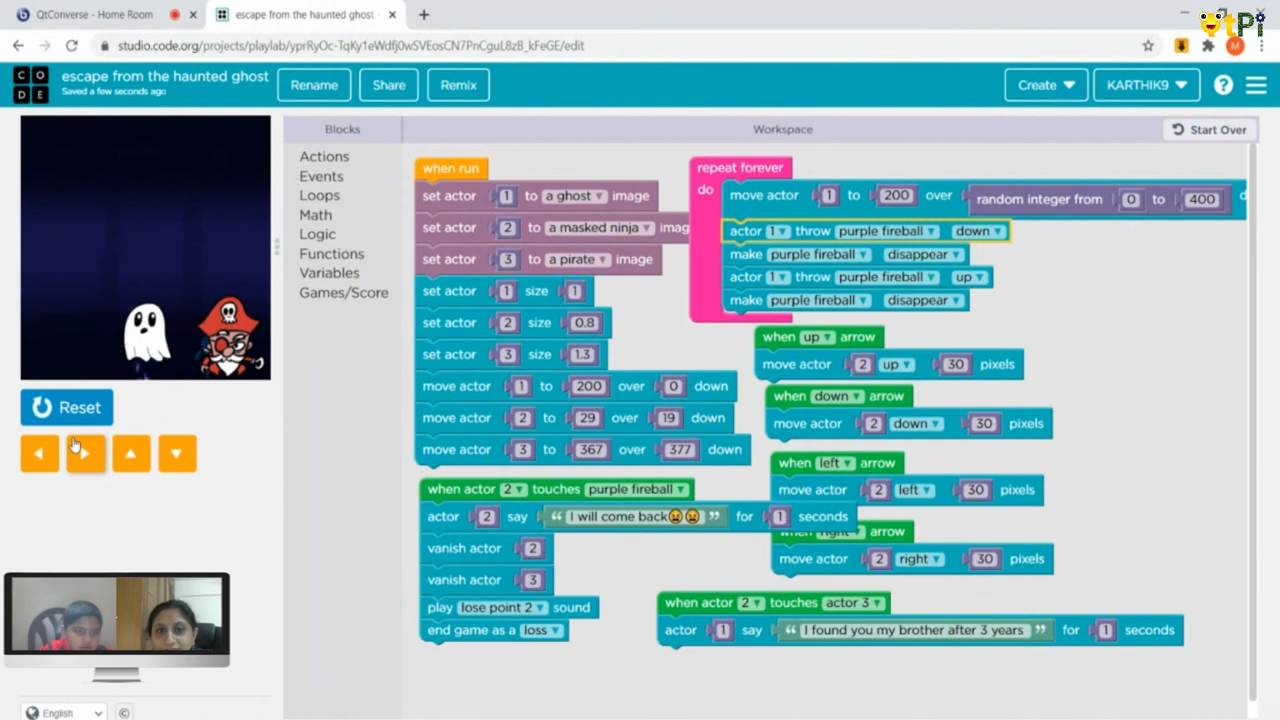 QtConverse - Home Room
escape from the haunted ghost
QtPi
studio.code.org/projects/playlab/yprRyOc-TqKy1eWdfJ0wSVEosCN7PnCguL8zB_kFeGE/edit
M
C O
D E
escape from the haunted ghost
Saved a few seconds ago
Rename
Share
Remix
Create
KARTHIK9
?
Blocks
Workspace
Start Over
Actions
Events
Loops
Math
Logic
Functions
Variables
Games/Score
when run
set actor 1 to a ghost image
set actor 2 to a masked ninja imag
set actor 3 to a pirate image
set actor 1 size 1
set actor 2 size 0.8
set actor 3 size 1.3
move actor 1 to 200 over 0 down
move actor 2 to 29 over 19 down
move actor 3 to 367 over 377 down
when actor 2 touches purple fireball
actor 2 say “ I will come back😫😫 ” for 1 seconds
vanish actor 2
vanish actor 3
play lose point 2 sound
end game as a loss
repeat forever
do move actor 1 to 200 over random integer from 0 to 400 d
actor 1 throw purple fireball down
make purple fireball disappear
actor 1 throw purple fireball up
make purple fireball disappear
when up arrow
move actor 2 up 30 pixels
when down arrow
move actor 2 down 30 pixels
when left arrow
move actor 2 left 30 pixels
when right arrow
move actor 2 right 30 pixels
when actor 2 touches actor 3
actor 1 say “ I found you my brother after 3 years ” for 1 seconds
Reset
English
©